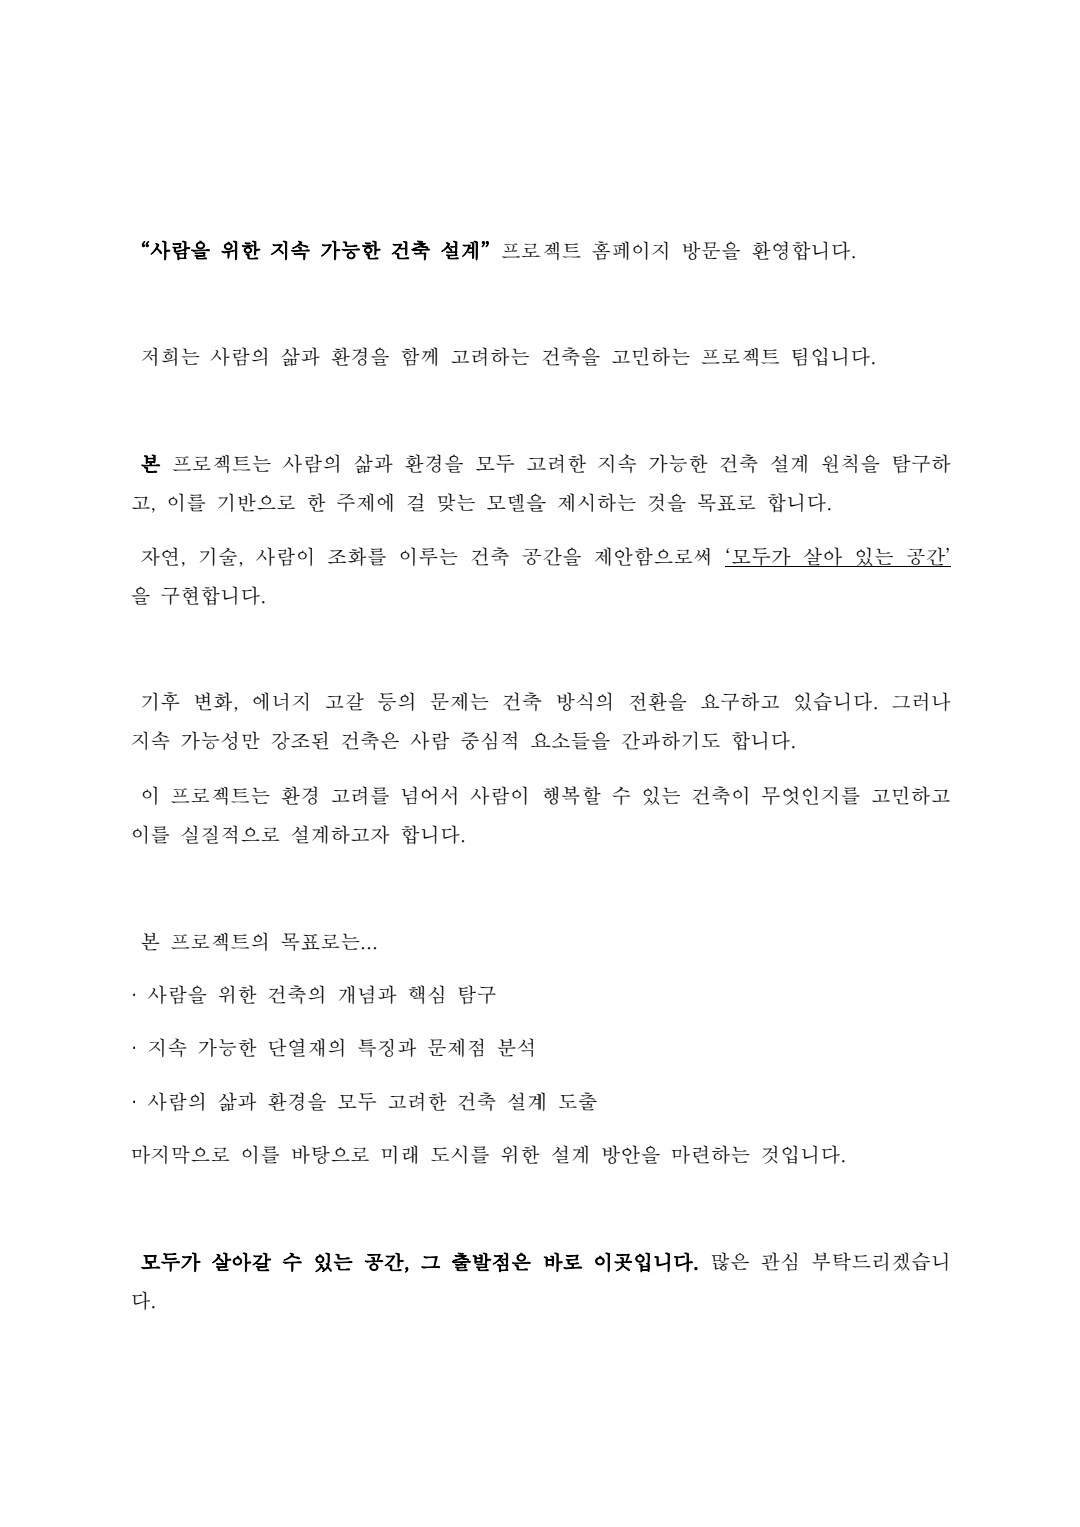 “사람을 위한 지속 가능한 건축 설계” 프로젝트 홈페이지 방문을 환영합니다.
저희는 사람의 삶과 환경을 함께 고려하는 건축을 고민하는 프로젝트 팀입니다.
본 프로젝트는 사람의 삶과 환경을 모두 고려한 지속 가능한 건축 설계 원칙을 탐구하
고, 이를 기반으로 한 주제에 걸 맞는 모델을 제시하는 것을 목표로 합니다.
자연, 기술, 사람이 조화를 이루는 건축 공간을 제안함으로써 ‘모두가 살아 있는 공간’
을 구현합니다.
기후 변화, 에너지 고갈 등의 문제는 건축 방식의 전환을 요구하고 있습니다. 그러나
지속 가능성만 강조된 건축은 사람 중심적 요소들을 간과하기도 합니다.
이 프로젝트는 환경 고려를 넘어서 사람이 행복할 수 있는 건축이 무엇인지를 고민하고
이를 실질적으로 설계하고자 합니다.
본 프로젝트의 목표로는...
· 사람을 위한 건축의 개념과 핵심 탐구
· 지속 가능한 단열재의 특징과 문제점 분석
· 사람의 삶과 환경을 모두 고려한 건축 설계 도출
마지막으로 이를 바탕으로 미래 도시를 위한 설계 방안을 마련하는 것입니다.
모두가 살아갈 수 있는 공간, 그 출발점은 바로 이곳입니다. 많은 관심 부탁드리겠습니
다.